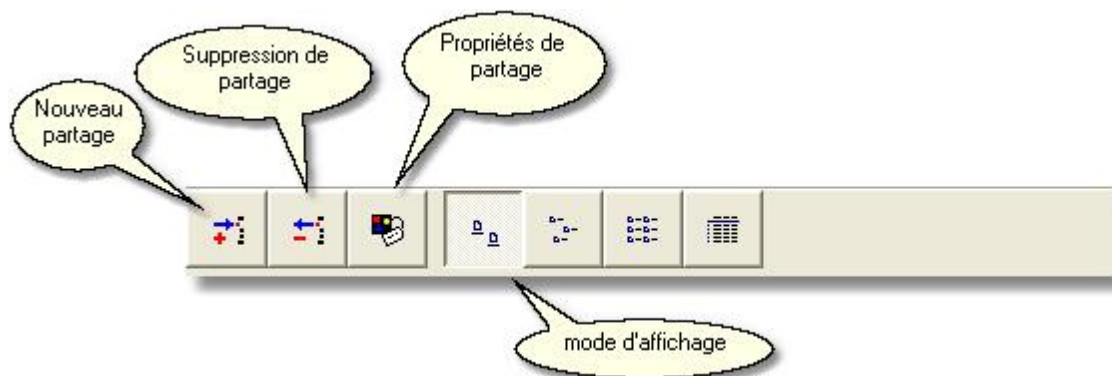 Nouveau
partage
Suppression de
partage
Propriétés de
partage
mode d'affichage